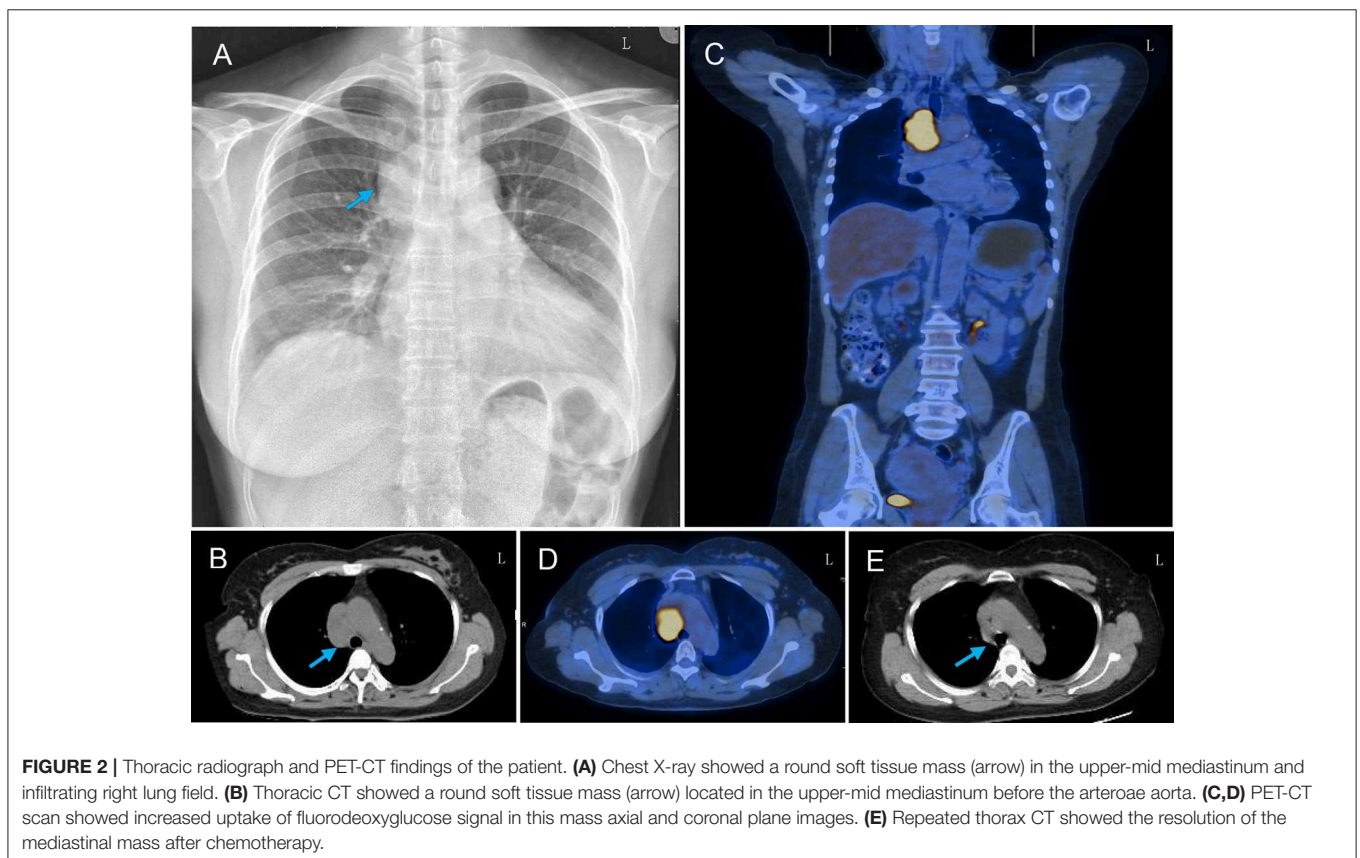 A
L
C
L
B
L
D
L
R
E
L
FIGURE 2 | Thoracic radiograph and PET-CT findings of the patient. (A) Chest X-ray showed a round soft tissue mass (arrow) in the upper-mid mediastinum and
infiltrating right lung field. (B) Thoracic CT showed a round soft tissue mass (arrow) located in the upper-mid mediastinum before the arteroae aorta. (C,D) PET-CT
scan showed increased uptake of fluorodeoxyglucose signal in this mass axial and coronal plane images. (E) Repeated thorax CT showed the resolution of the
mediastinal mass after chemotherapy.